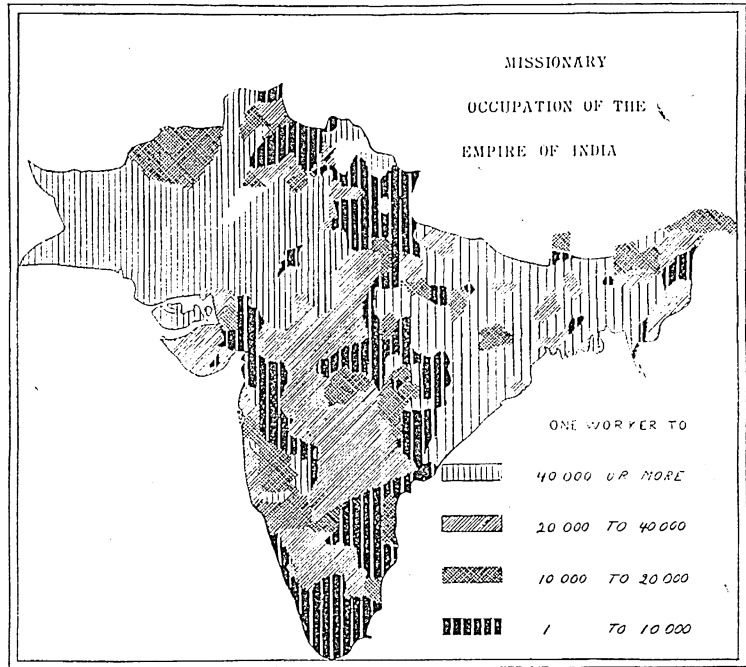 MISSIONARY
OCCUPATION OF THE
EMPIRE OF INDIA
ONE WORKER TO
40 000 OR MORE
20 000 TO 40 000
10 000 TO 20 000
1 TO 10 000